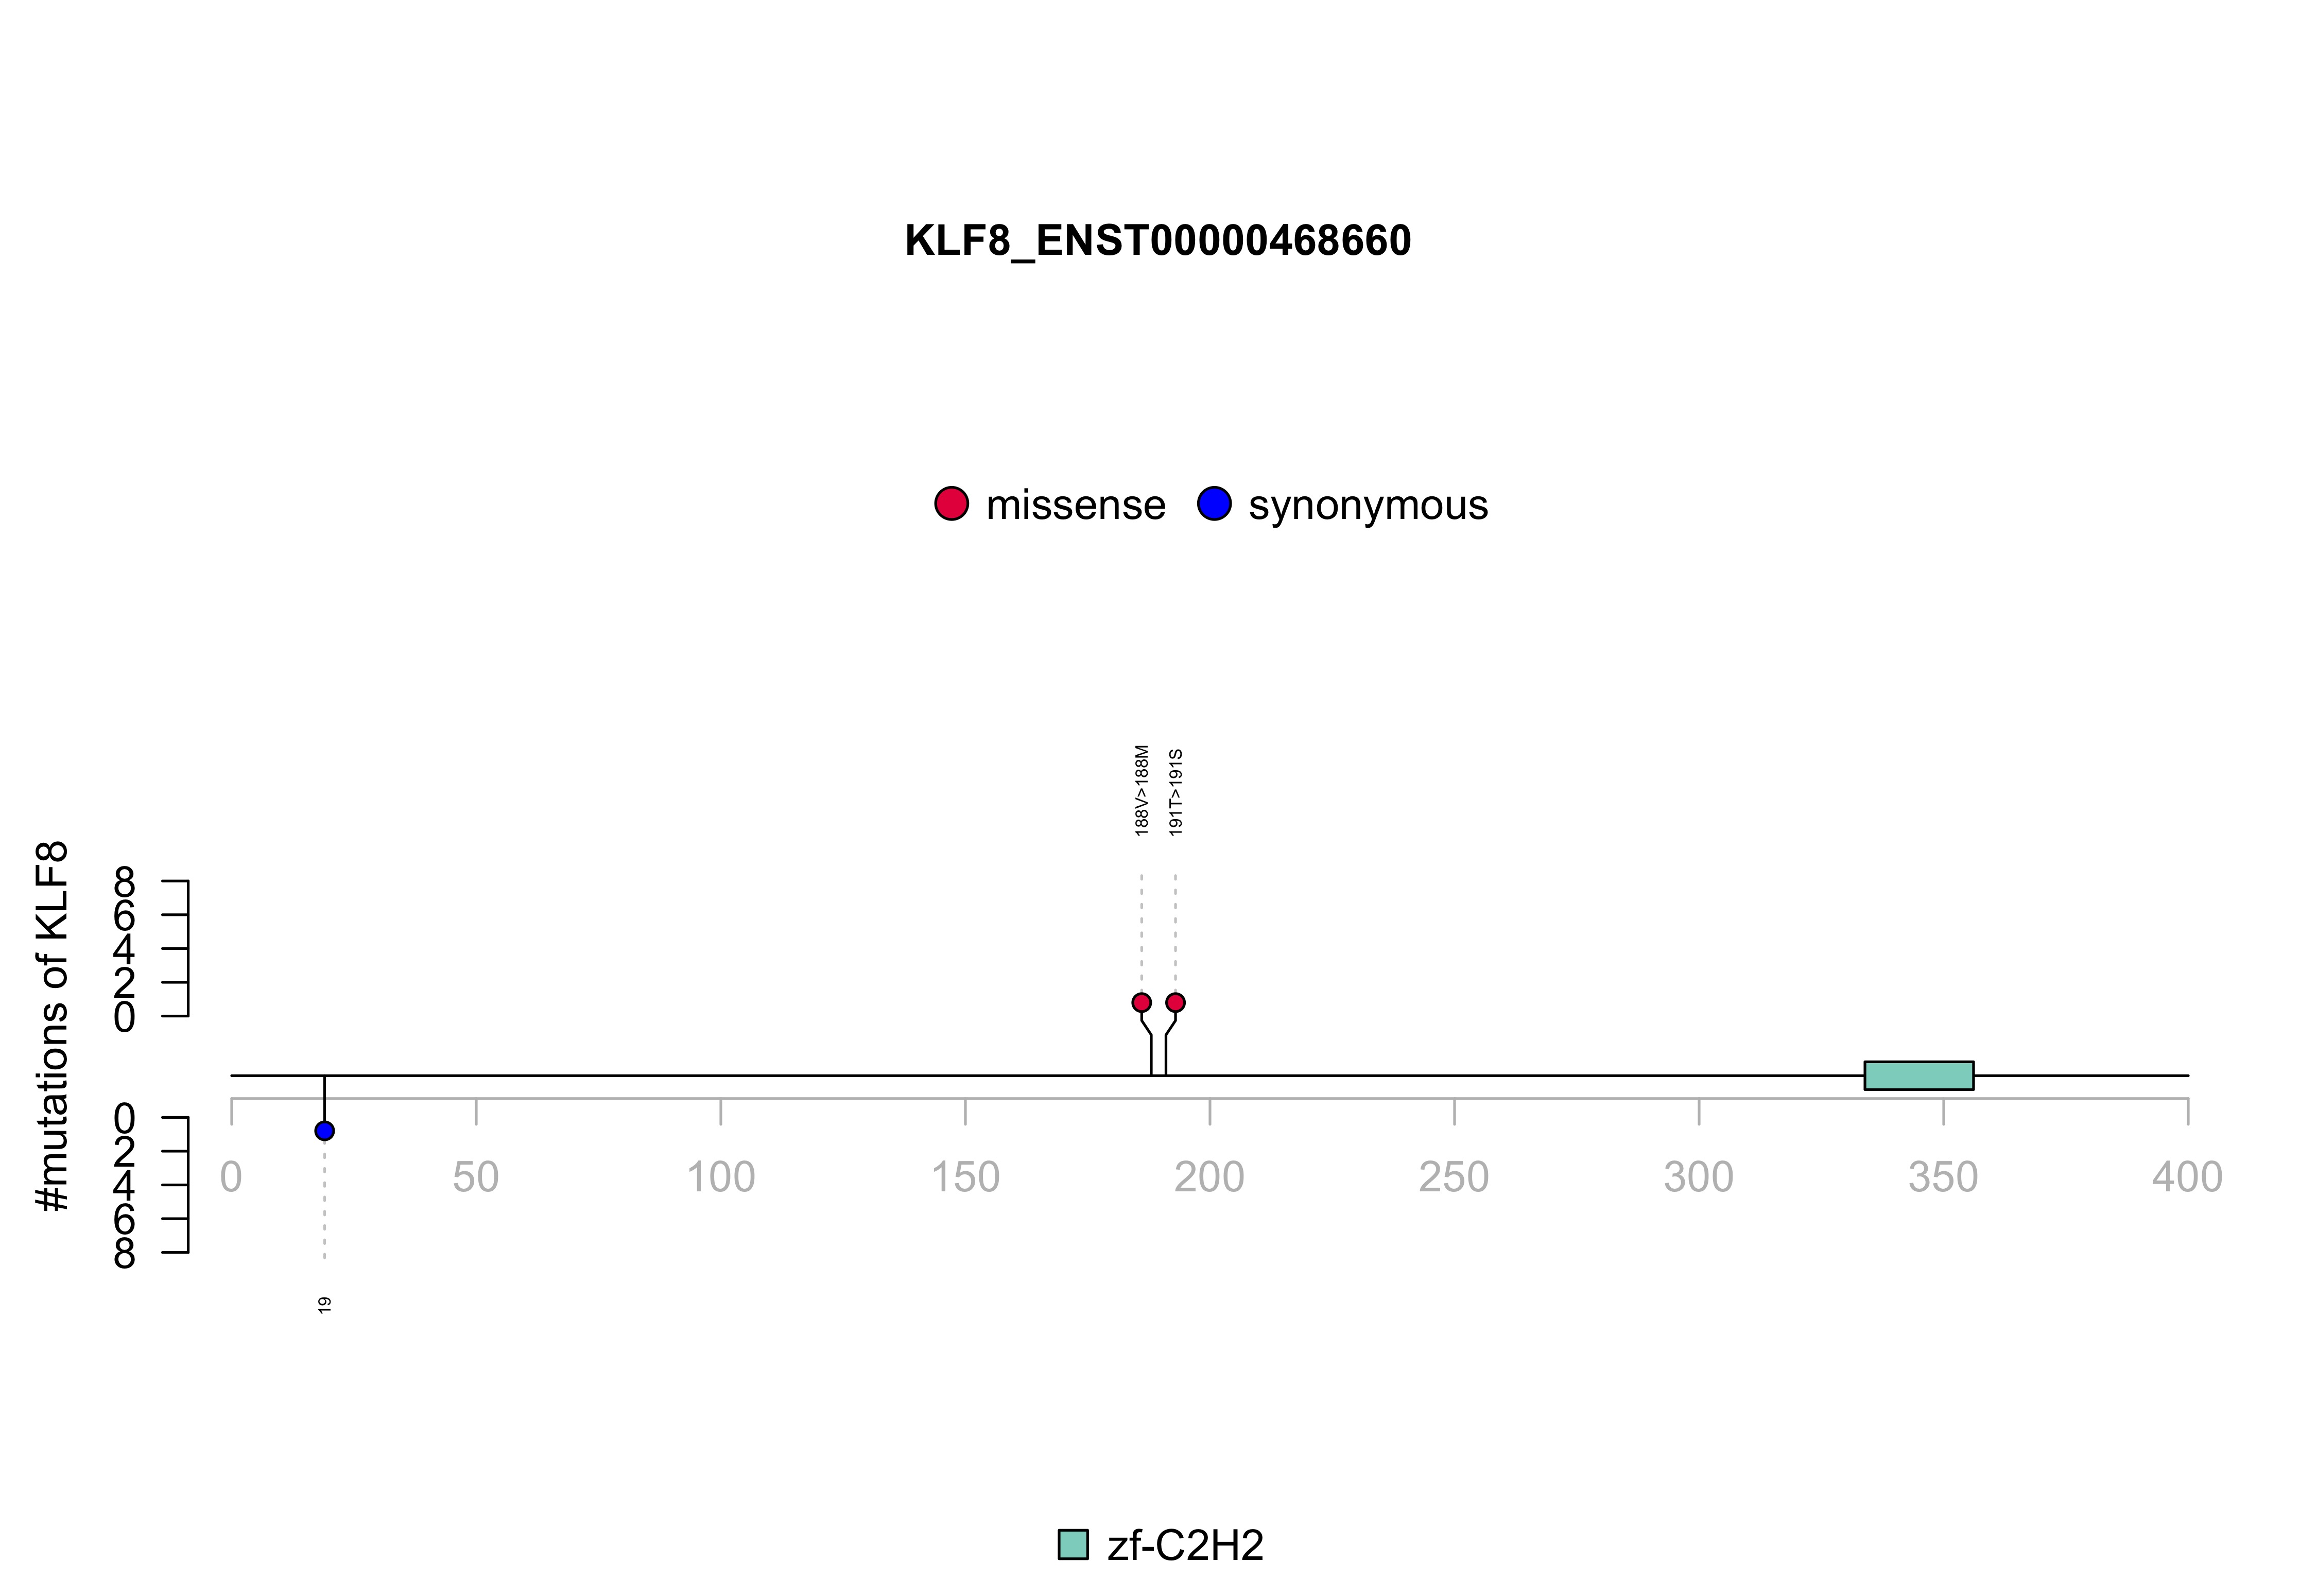 KLF8_ENST00000468660
missense synonymous
188V>188M
191T>191S
#mutations of KLF8
8
6
4
2
0
0
2
4
6
8
0 50 100 150 200 250 300 350 400
19
zf-C2H2